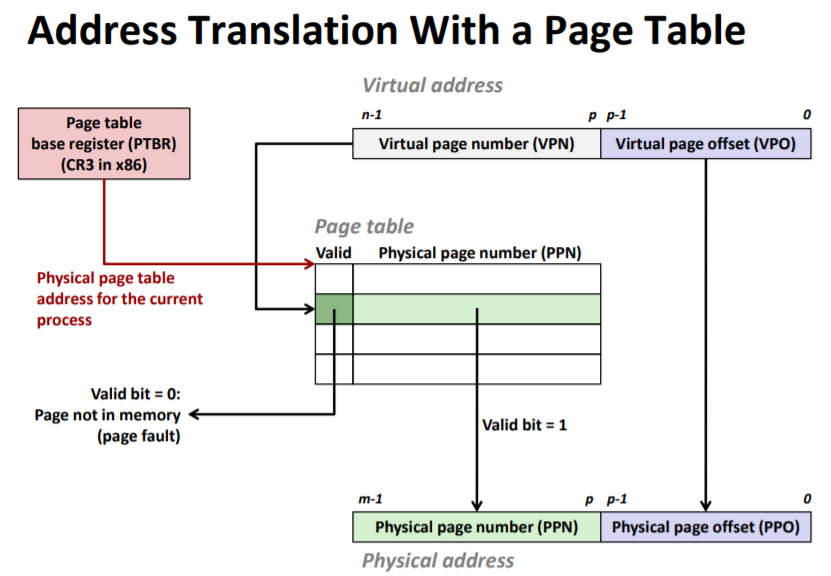 Address Translation With a Page Table
Virtual address
n-1 p p-1 0
Page table
base register (PTBR)
(CR3 in x86)
Virtual page number (VPN) Virtual page offset (VPO)
Page table
Valid Physical page number (PPN)
Physical page table
address for the current
process
Valid bit = 0:
Page not in memory
(page fault)
Valid bit = 1
m-1 p p-1 0
Physical page number (PPN) Physical page offset (PPO)
Physical address